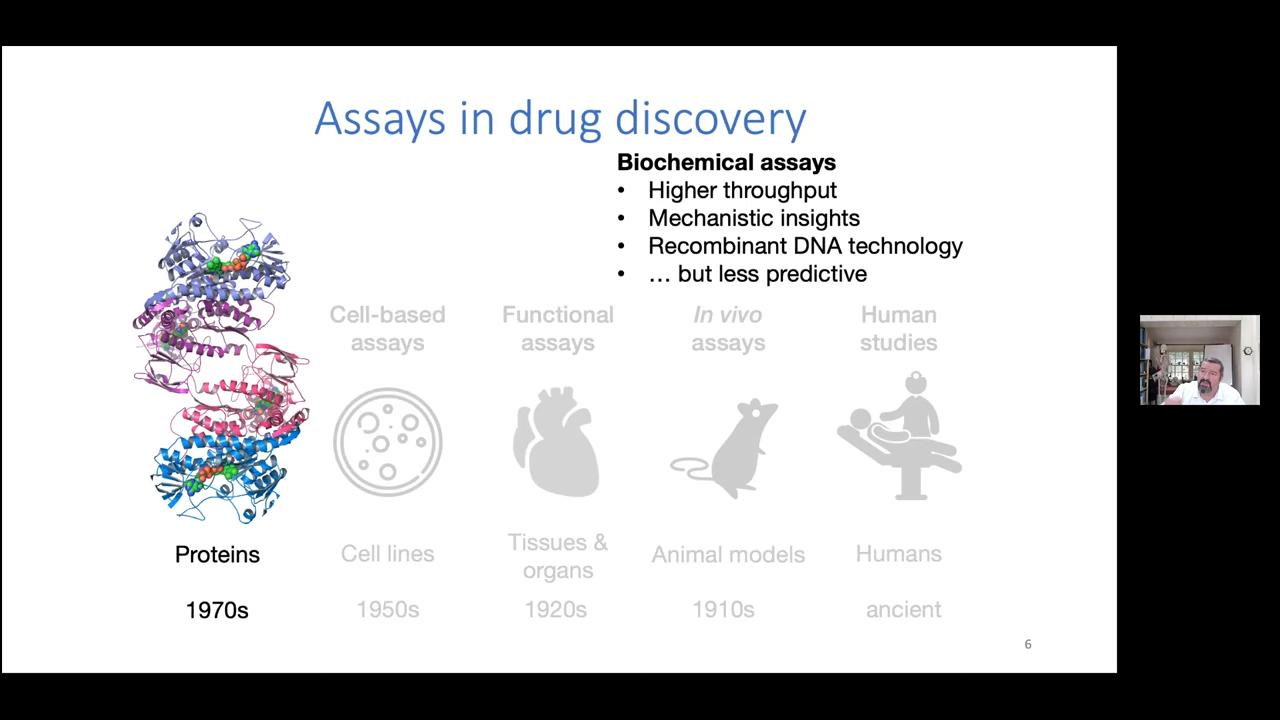 Assays in drug discovery
Biochemical assays
• Higher throughput
• Mechanistic insights
• Recombinant DNA technology
• … but less predictive
Cell-based
assays
Functional
assays
In vivo
assays
Human
studies
Proteins
Cell lines
Tissues &
organs
Animal models
Humans
1970s
1950s
1920s
1910s
ancient
6